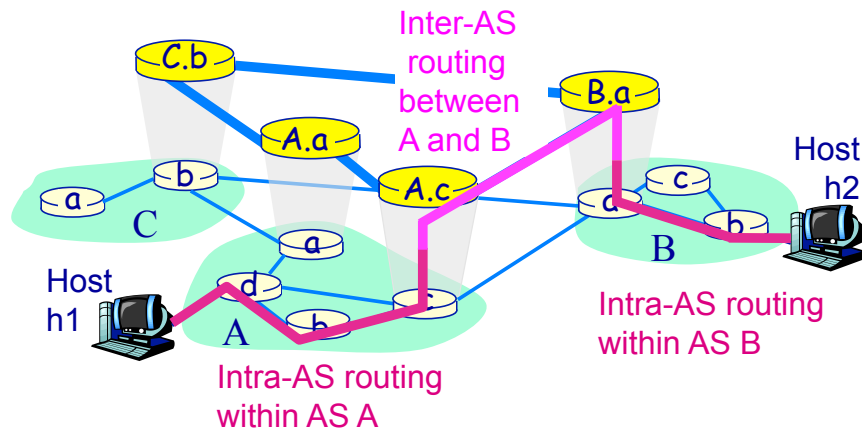 Inter-AS
routing
between
A and B
C.b
B.a
A.a
A.c
Host
h2
a
b
C
a
c
b
B
a
d
b
c
A
Host
h1
Intra-AS routing
within AS B
Intra-AS routing
within AS A